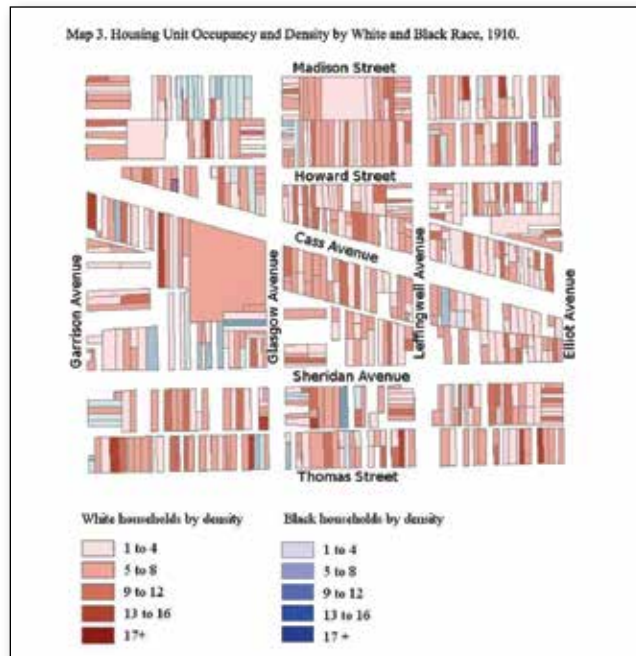 Map 3. Housing Unit Occupancy and Density by White and Black Race, 1910.
Madison Street
Howard Street
Cass Avenue
Garrison Avenue
Glasgow Avenue
Leffingwell Avenue
Elliot Avenue
Sheridan Avenue
Thomas Street
White households by density
1 to 4
5 to 8
9 to 12
13 to 16
17+
Black households by density
1 to 4
5 to 8
9 to 12
13 to 16
17 +